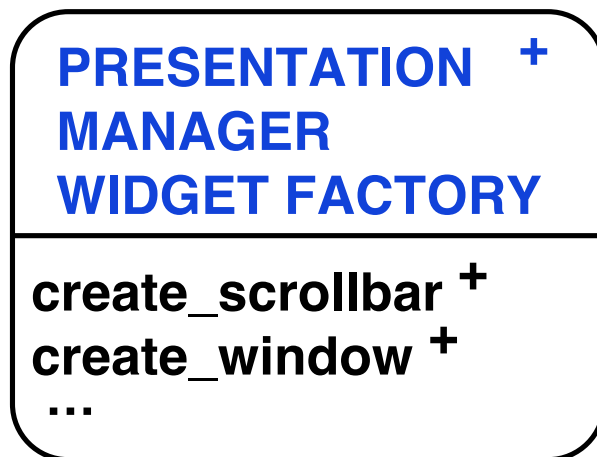 PRESENTATION +
MANAGER
WIDGET FACTORY
create_scrollbar +
create_window +
...